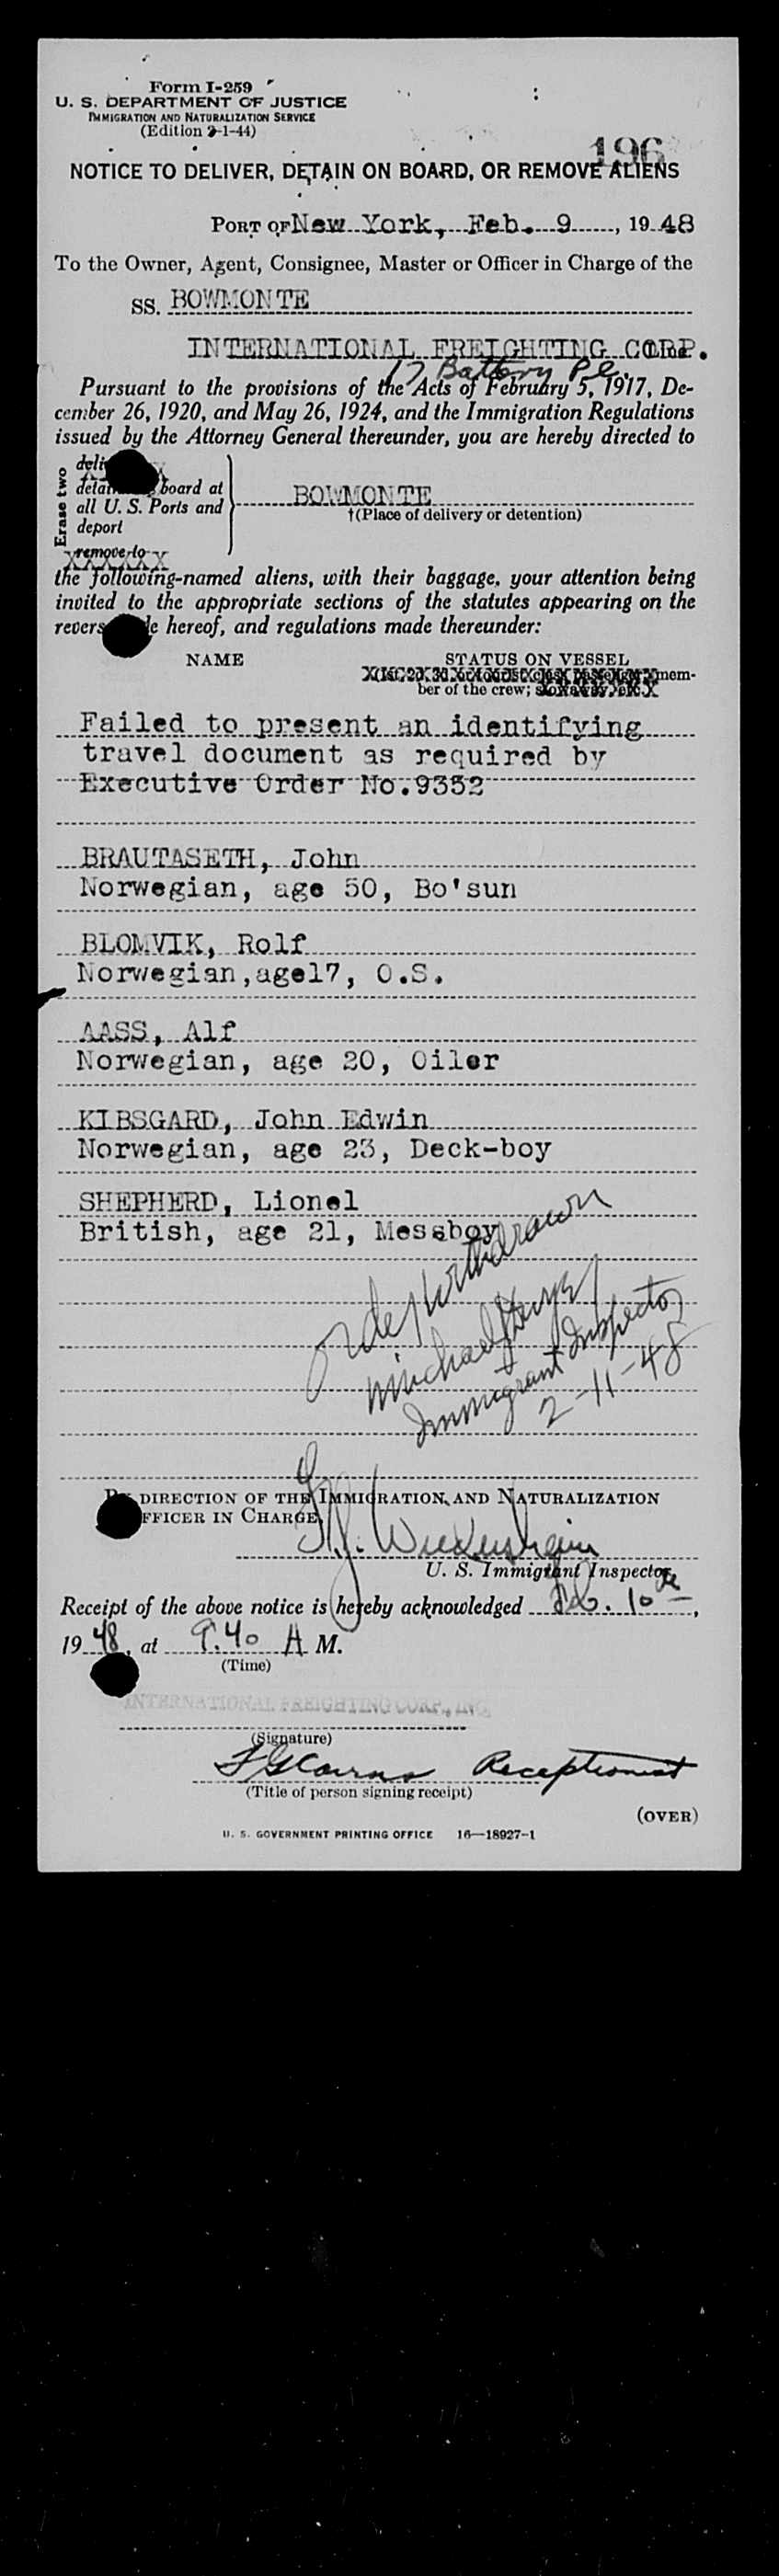 Form I-259
U. S. DEPARTMENT OF JUSTICE
IMMIGRATION AND NATURALIZATION SERVICE
(Edition 2-1-44)
196
NOTICE TO DELIVER, DETAIN ON BOARD, OR REMOVE ALIENS
PORT OF New York, Feb. 9, 1948
To the Owner, Agent, Consignee, Master or Officer in Charge of the
SS. BOWMONTE
INTERNATIONAL FREIGHTING CORP.
17 Battery Pl.
Pursuant to the provisions of the Acts of February 5, 1917, De-
cember 26, 1920, and May 26, 1924, and the Immigration Regulations
issued by the Attorney General thereunder, you are hereby directed to
Erase two
board at
all U. S. Ports and
deport
remove to
BOWMONTE
†(Place of delivery or detention)
the following-named aliens, with their baggage, your attention being
invited to the appropriate sections of the statutes appearing on the
hereof, and regulations made thereunder:
NAME STATUS ON VESSEL
mem-
ber of the crew; stowaway, etc.
Failed to present an identifying
travel document as required by
Executive Order No.9352
BRAUTASETH, John
Norwegian, age 50, Bo'sun
BLOMVIK, Rolf
Norwegian,age17, O.S.
AASS, Alf
Norwegian, age 20, Oiler
KIBSGARD, John Edwin
Norwegian, age 23, Deck-boy
SHEPHERD, Lionel
British, age 21, Messboy
order withdrawn
Michael
Immigrant Inspector
2-11-48
DIRECTION OF THE IMMIGRATION AND NATURALIZATION
OFFICER IN CHARGE.
U. S. Immigrant Inspector
Receipt of the above notice is hereby acknowledged Feb. 10,
1948, at 9.40 A M.
(Time)
INTERNATIONAL FREIGHTING CORP., INC.
(Signature)
Receptionist
(Title of person signing receipt)
(OVER)
U. S. GOVERNMENT PRINTING OFFICE 16—18927-1